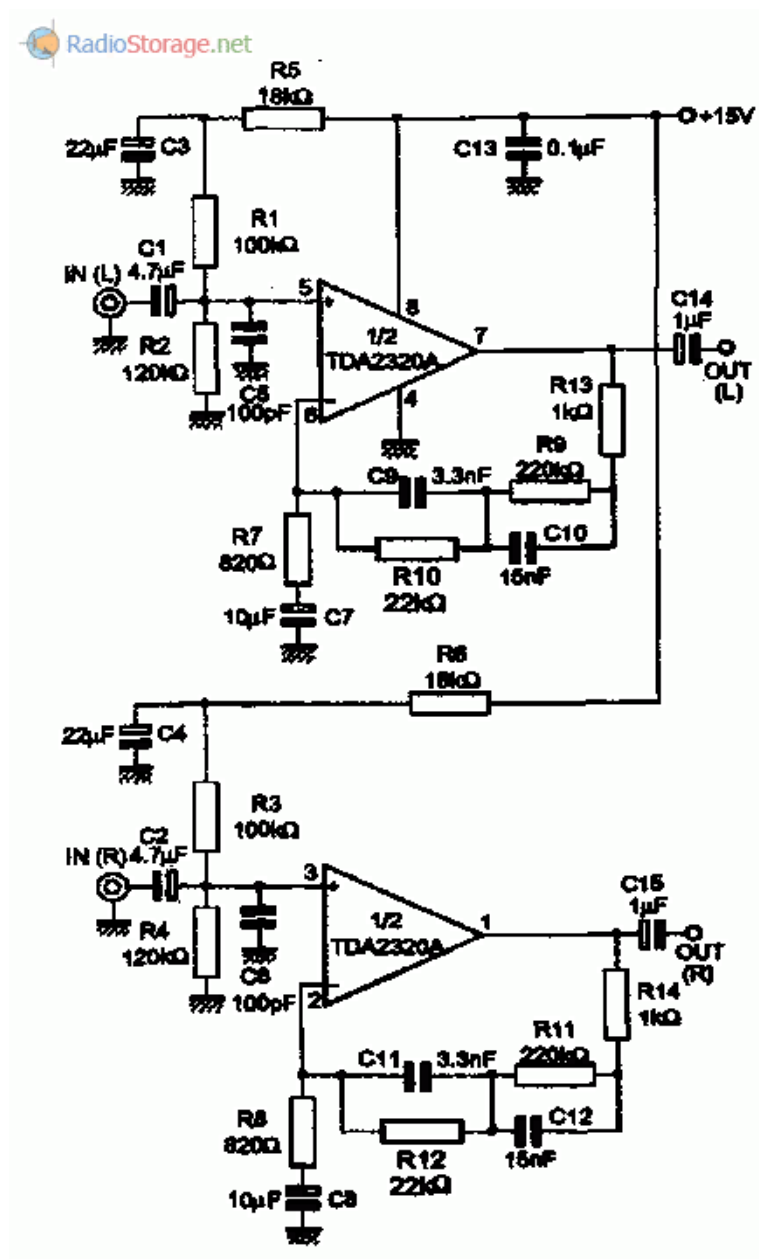 RadioStorage.net
R5
18kΩ
22μF C3
+15V
C13 0.1μF
R1
100kΩ
C1
IN (L) 4.7μF
5
8
R2
120kΩ
1/2
TDA2320A
7
C14
1μF
OUT
(L)
C5
100pF
6
4
R13
1kΩ
R9
220kΩ
C9 3.3nF
R7
820Ω
C10
15nF
R10
22kΩ
10μF C7
R6
18kΩ
22μF C4
R3
100kΩ
C2
IN (R) 4.7μF
3
R4
120kΩ
1/2
TDA2320A
1
C15
1μF
OUT
(R)
C6
100pF
2
R14
1kΩ
R11
220kΩ
C11 3.3nF
R8
820Ω
C12
15nF
R12
22kΩ
10μF C8